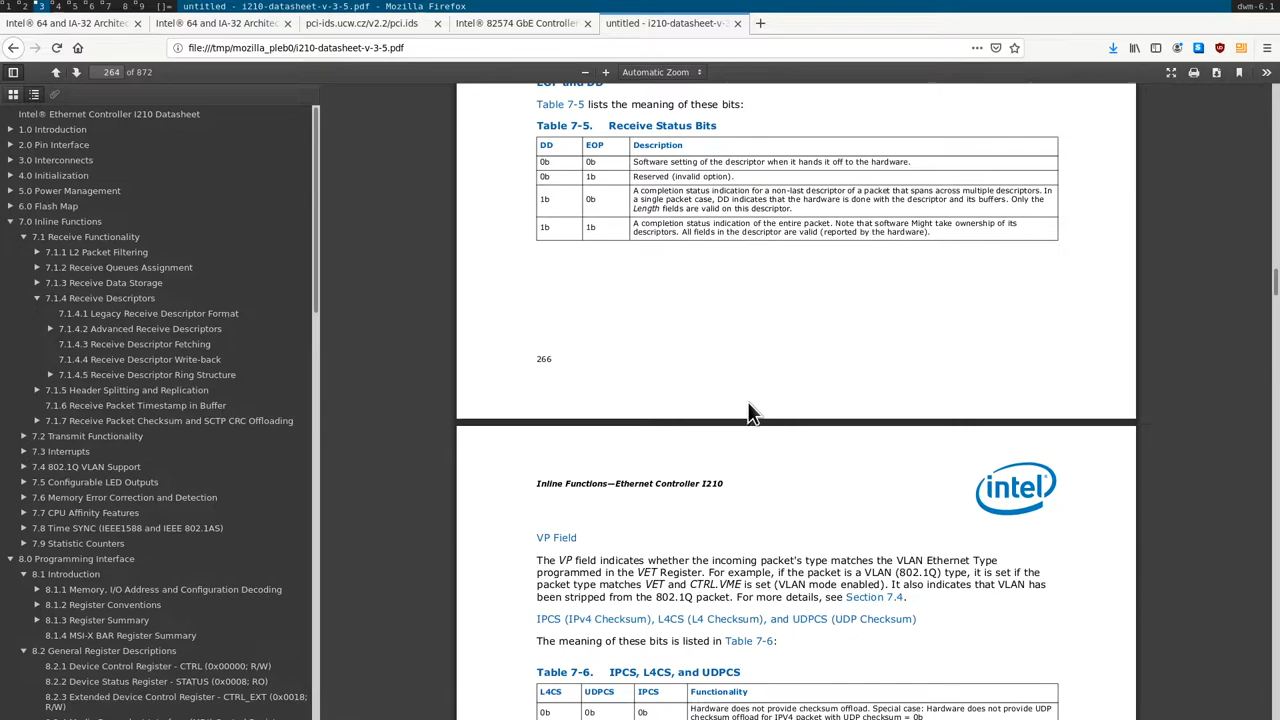 1 2 3 4 5 6 7 8 9 []= untitled - i210-datasheet-v-3-5.pdf - Mozilla Firefox dwm-6.1
Intel® 64 and IA-32 Architec Intel® 64 and IA-32 Architec pci-ids.ucw.cz/v2.2/pci.ids Intel® 82574 GbE Controller untitled - i210-datasheet-v-3-
file:///tmp/mozilla_pleb0/i210-datasheet-v-3-5.pdf
264 of 872 Automatic Zoom
Intel® Ethernet Controller I210 Datasheet
1.0 Introduction
2.0 Pin Interface
3.0 Interconnects
4.0 Initialization
5.0 Power Management
6.0 Flash Map
7.0 Inline Functions
7.1 Receive Functionality
7.1.1 L2 Packet Filtering
7.1.2 Receive Queues Assignment
7.1.3 Receive Data Storage
7.1.4 Receive Descriptors
7.1.4.1 Legacy Receive Descriptor Format
7.1.4.2 Advanced Receive Descriptors
7.1.4.3 Receive Descriptor Fetching
7.1.4.4 Receive Descriptor Write-back
7.1.4.5 Receive Descriptor Ring Structure
7.1.5 Header Splitting and Replication
7.1.6 Receive Packet Timestamp in Buffer
7.1.7 Receive Packet Checksum and SCTP CRC Offloading
7.2 Transmit Functionality
7.3 Interrupts
7.4 802.1Q VLAN Support
7.5 Configurable LED Outputs
7.6 Memory Error Correction and Detection
7.7 CPU Affinity Features
7.8 Time SYNC (IEEE1588 and IEEE 802.1AS)
7.9 Statistic Counters
8.0 Programming Interface
8.1 Introduction
8.1.1 Memory, I/O Address and Configuration Decoding
8.1.2 Register Conventions
8.1.3 Register Summary
8.1.4 MSI-X BAR Register Summary
8.2 General Register Descriptions
8.2.1 Device Control Register - CTRL (0x00000; R/W)
8.2.2 Device Status Register - STATUS (0x0008; RO)
8.2.3 Extended Device Control Register - CTRL_EXT (0x0018;
R/W)
EOP and DD
Table 7-5 lists the meaning of these bits:
Table 7-5. Receive Status Bits
DD EOP Description
0b 0b Software setting of the descriptor when it hands it off to the hardware.
0b 1b Reserved (invalid option).
1b 0b A completion status indication for a non-last descriptor of a packet that spans across multiple descriptors. In
a single packet case, DD indicates that the hardware is done with the descriptor and its buffers. Only the
Length fields are valid on this descriptor.
1b 1b A completion status indication of the entire packet. Note that software Might take ownership of its
descriptors. All fields in the descriptor are valid (reported by the hardware).
266
Inline Functions—Ethernet Controller I210
intel
VP Field
The VP field indicates whether the incoming packet's type matches the VLAN Ethernet Type
programmed in the VET Register. For example, if the packet is a VLAN (802.1Q) type, it is set if the
packet type matches VET and CTRL.VME is set (VLAN mode enabled). It also indicates that VLAN has
been stripped from the 802.1Q packet. For more details, see Section 7.4.
IPCS (IPv4 Checksum), L4CS (L4 Checksum), and UDPCS (UDP Checksum)
The meaning of these bits is listed in Table 7-6:
Table 7-6. IPCS, L4CS, and UDPCS
L4CS UDPCS IPCS Functionality
0b 0b 0b Hardware does not provide checksum offload. Special case: Hardware does not provide UDP
checksum offload for IPV4 packet with UDP checksum = 0b